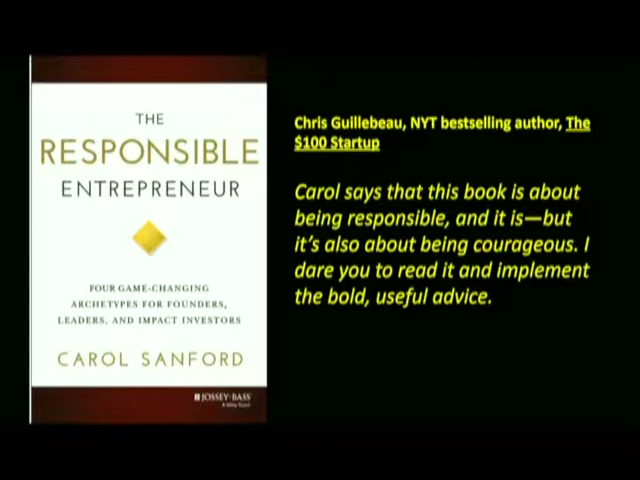 THE
RESPONSIBLE
ENTREPRENEUR
FOUR GAME-CHANGING
ARCHETYPES FOR FOUNDERS,
LEADERS, AND IMPACT INVESTORS
CAROL SANFORD
JOSSEY-BASS
A Wiley Brand
Chris Guillebeau, NYT bestselling author, The
$100 Startup
Carol says that this book is about
being responsible, and it is—but
it's also about being courageous. I
dare you to read it and implement
the bold, useful advice.